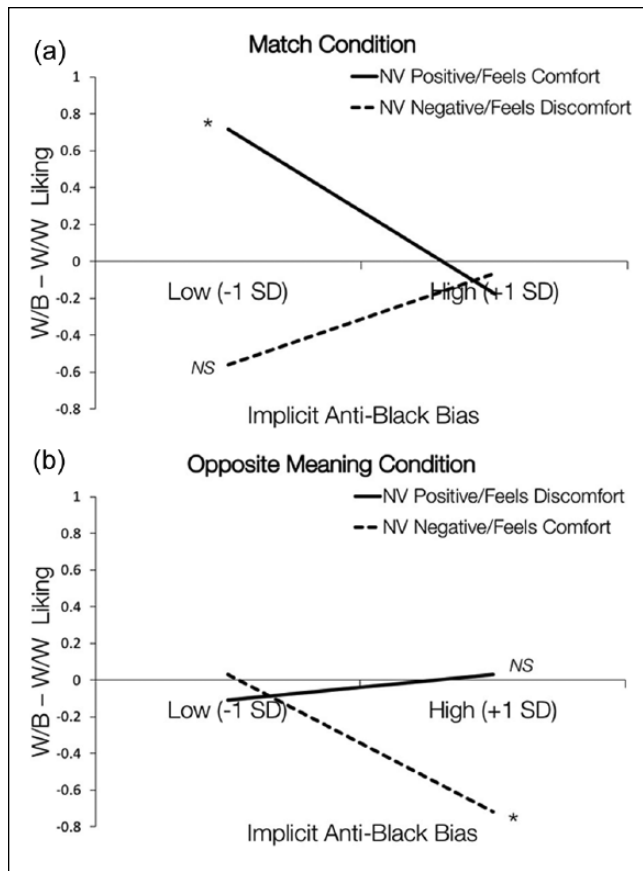 (a)
Match Condition
NV Positive/Feels Comfort
NV Negative/Feels Discomfort
W/B – W/W Liking
1
0.8
0.6
0.4
0.2
0
-0.2
-0.4
-0.6
-0.8
*
NS
Low (-1 SD)
High (+1 SD)
Implicit Anti-Black Bias
(b)
Opposite Meaning Condition
NV Positive/Feels Discomfort
NV Negative/Feels Comfort
W/B – W/W Liking
1
0.8
0.6
0.4
0.2
0
-0.2
-0.4
-0.6
-0.8
NS
Low (-1 SD)
High (+1 SD)
*
Implicit Anti-Black Bias